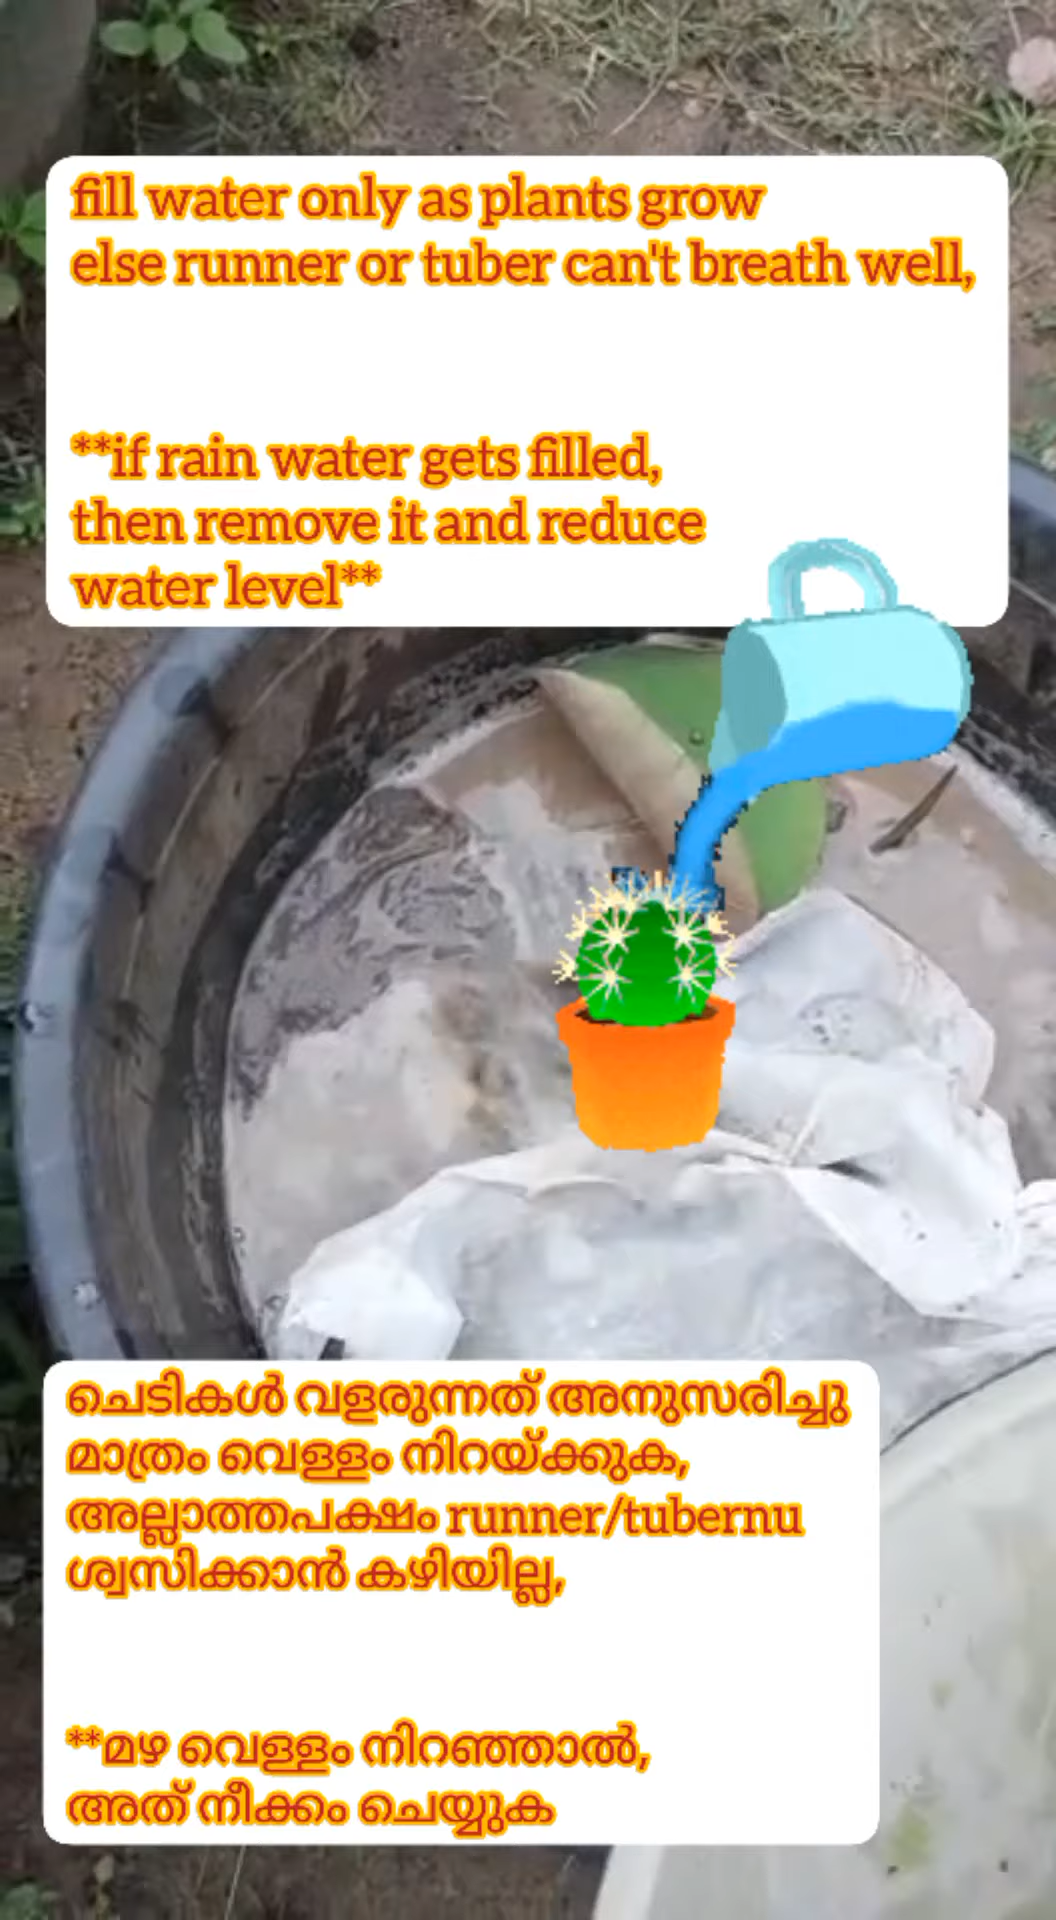 fill water only as plants grow
else runner or tuber can't breath well,
**if rain water gets filled,
then remove it and reduce
water level**
ചെടികൾ വളരുന്നത് അനുസരിച്ചു
മാത്രം വെള്ളം നിറയ്ക്കുക,
അല്ലാത്തപക്ഷം runner/tubernu
ശ്വസിക്കാൻ കഴിയില്ല,
**മഴ വെള്ളം നിറഞ്ഞാൽ,
അത് നീക്കം ചെയ്യുക